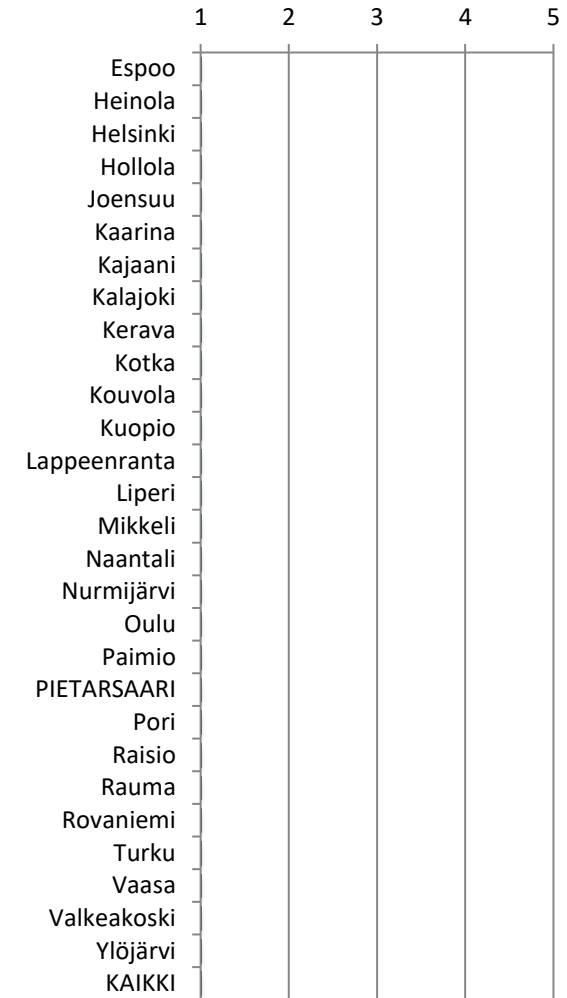 1 2 3 4 5
Espoo
Heinola
Helsinki
Hollola
Joensuu
Kaarina
Kajaani
Kalajoki
Kerava
Kotka
Kouvola
Kuopio
Lappeenranta
Liperi
Mikkeli
Naantali
Nurmijärvi
Oulu
Paimio
PIETARSAARI
Pori
Raisio
Rauma
Rovaniemi
Turku
Vaasa
Valkeakoski
Ylöjärvi
KAIKKI